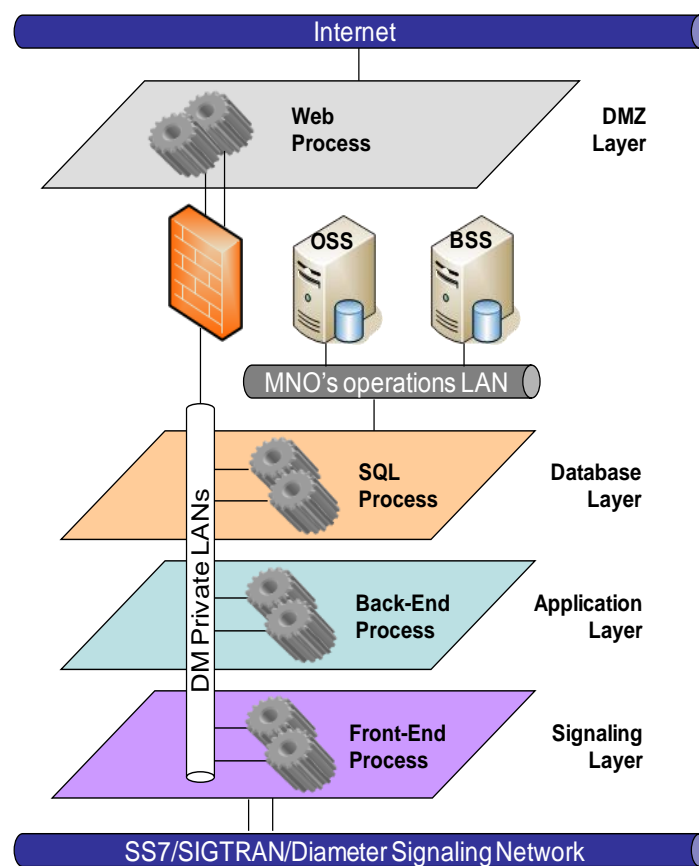 Internet
Web
Process
DMZ
Layer
OSS
BSS
MNO's operations LAN
DM Private LANs
SQL
Process
Database
Layer
Back-End
Process
Application
Layer
Front-End
Process
Signaling
Layer
SS7/SIGTRAN/Diameter Signaling Network